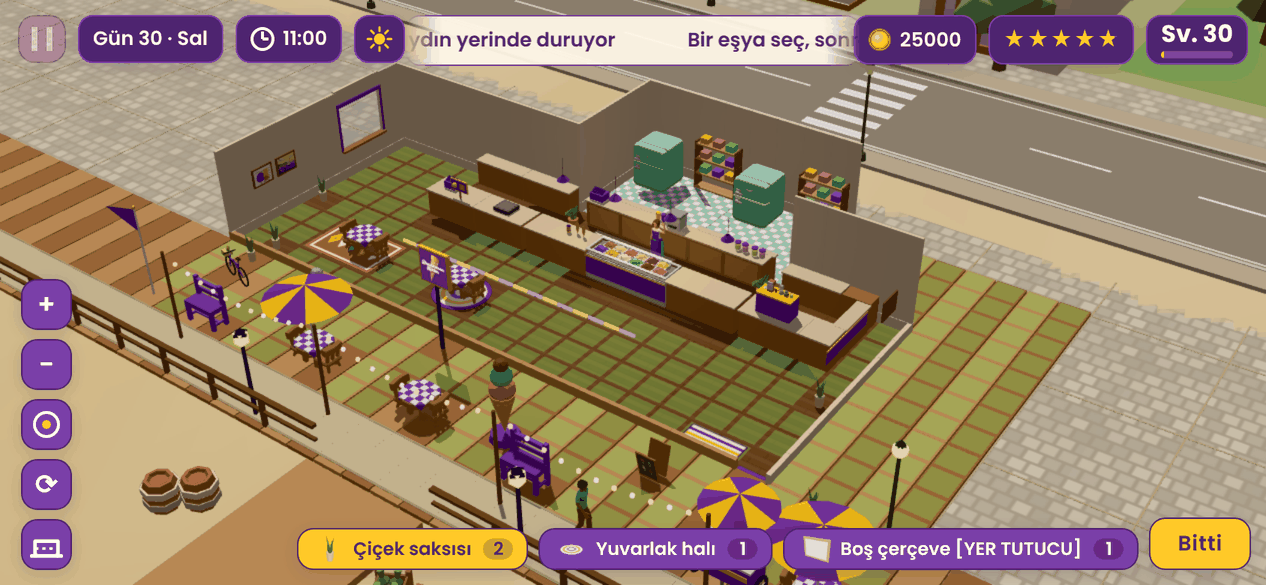 Gün 30 · Sal
11:00
ydın yerinde duruyor
Bir eşya seç, son
25000
Sv. 30
Çiçek saksısı 2
Yuvarlak halı 1
Boş çerçeve [YER TUTUCU] 1
Bitti